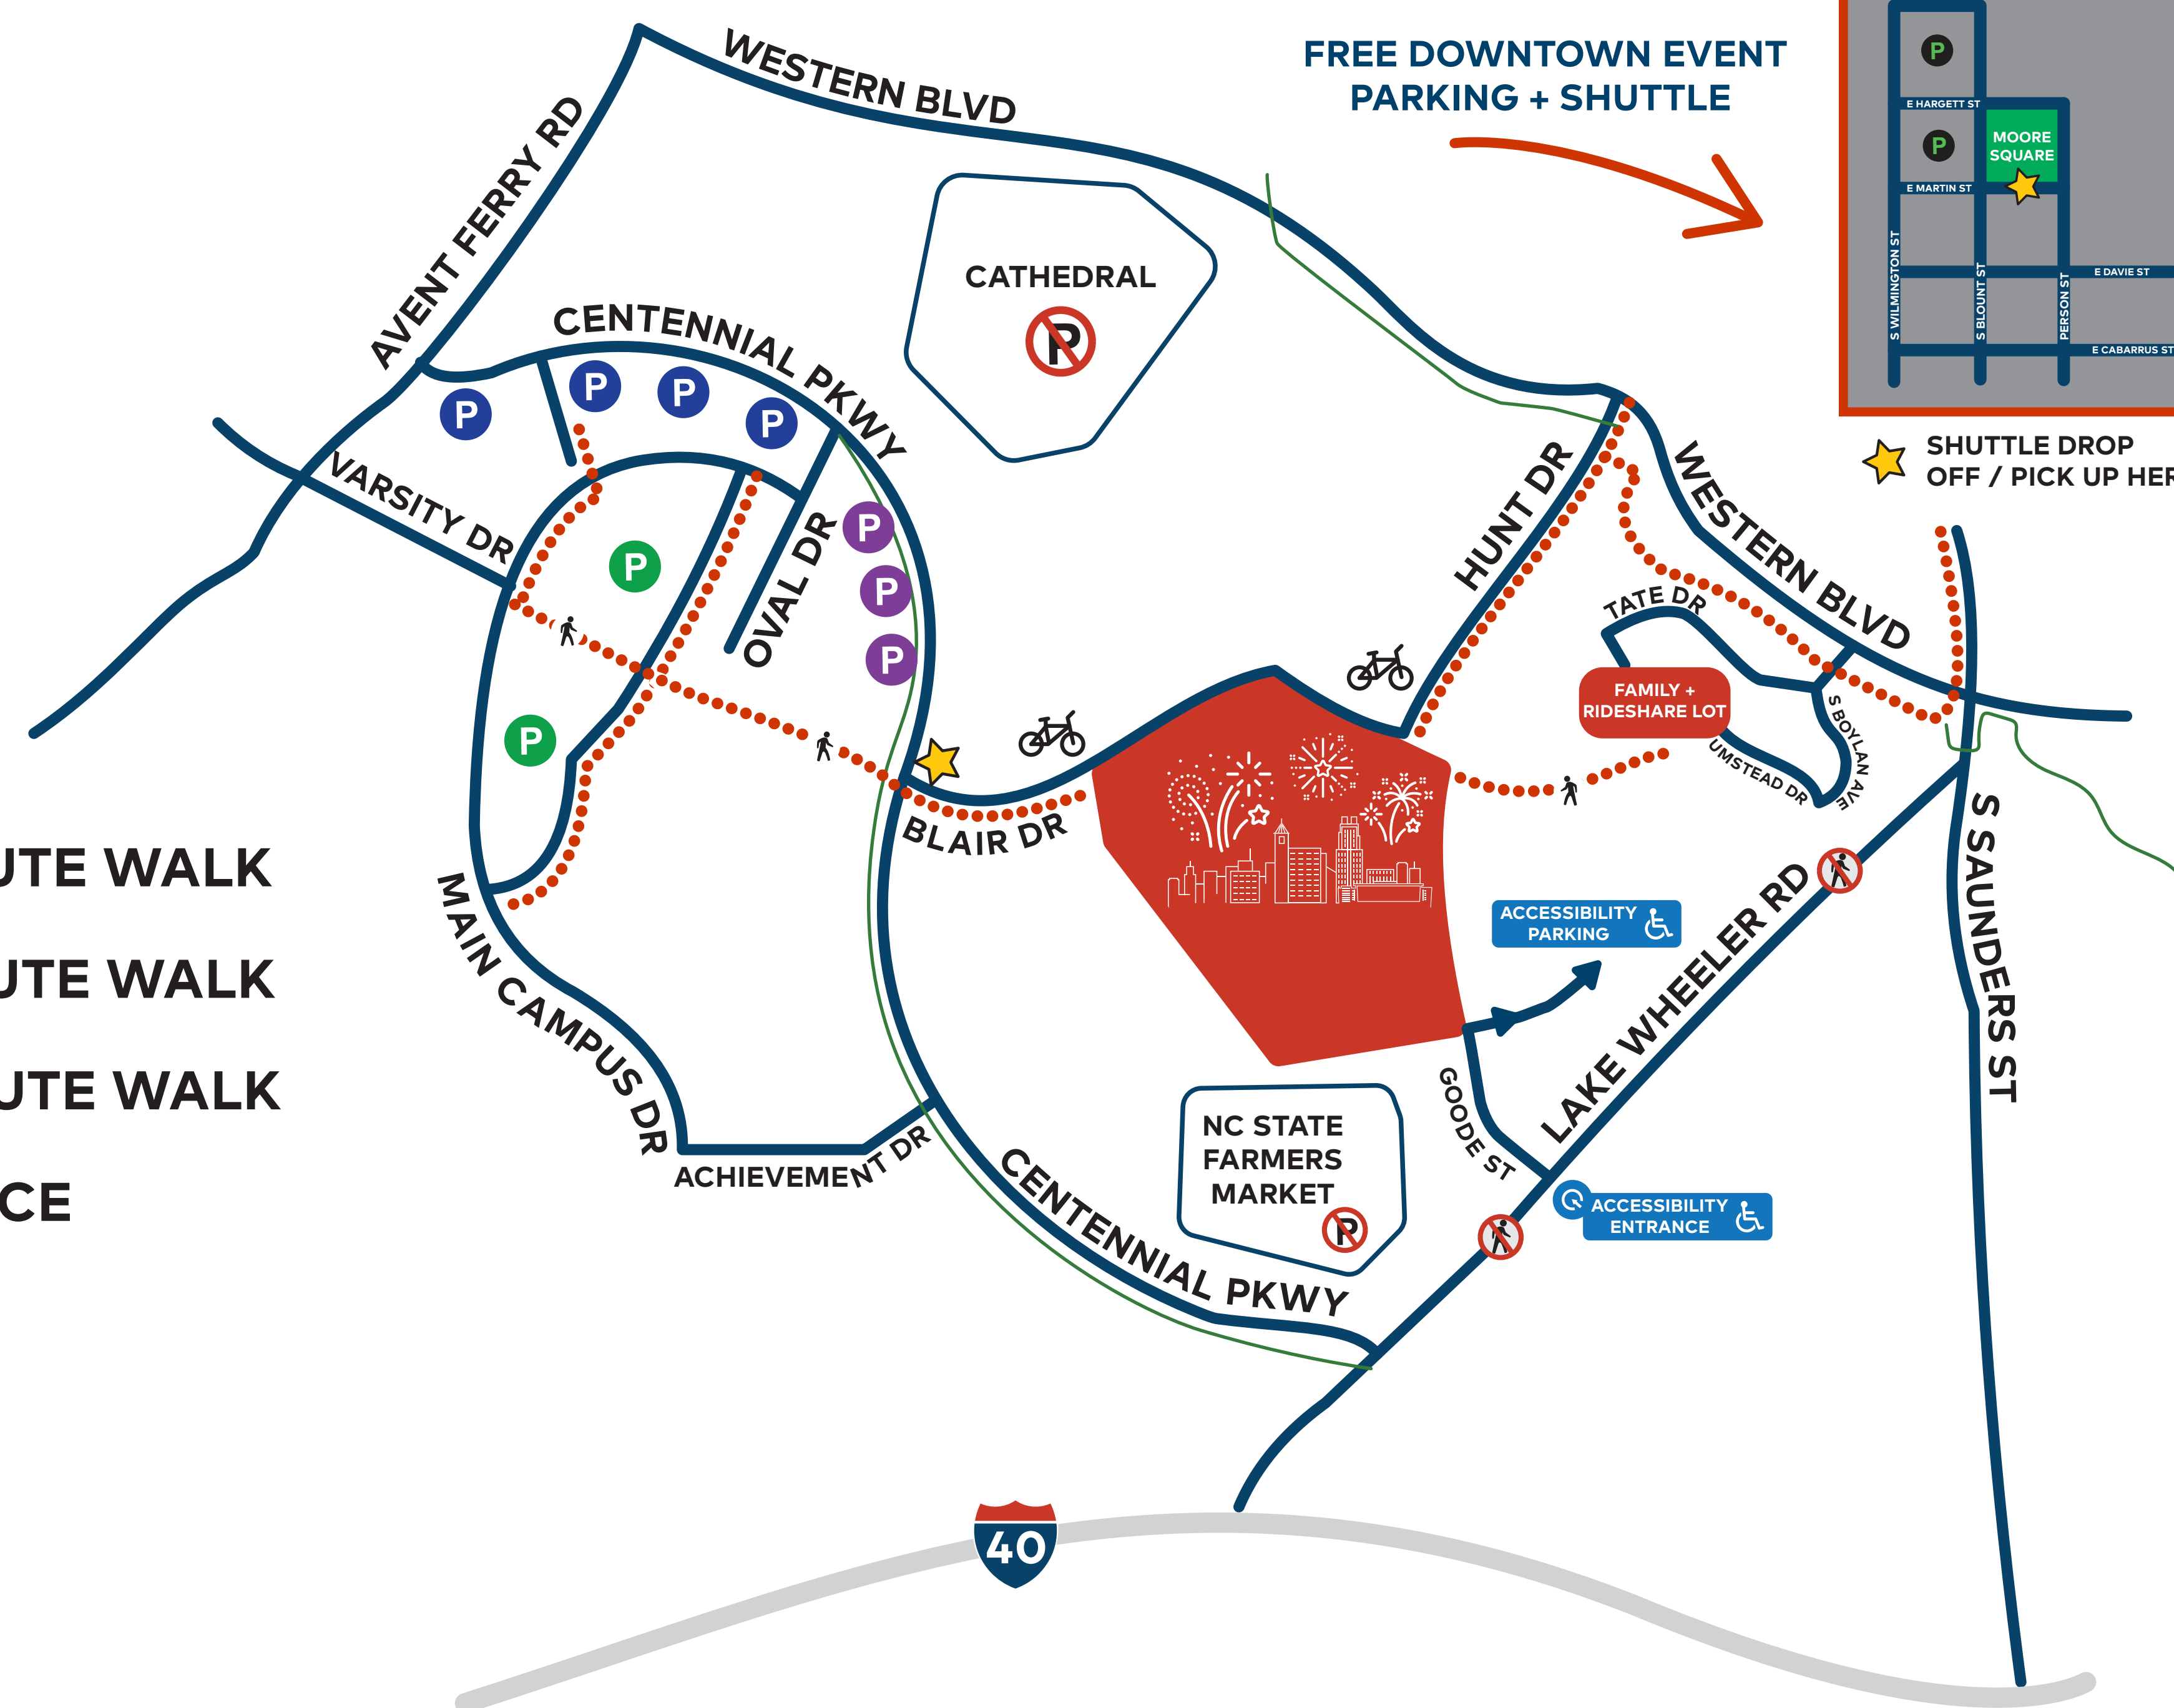 WESTERN BLVD
FREE DOWNTOWN EVENT
PARKING + SHUTTLE
P
E HARGETT ST
P
MOORE
SQUARE
E MARTIN ST
S WILMINGTON ST
S BLOUNT ST
PERSON ST
E DAVIE ST
E CABARRUS ST
SHUTTLE DROP
OFF / PICK UP HER
AVENT FERRY RD
CATHEDRAL
P
CENTENNIAL PKWY
P
P
P
P
VARSITY DR
P
OVAL DR
P
P
P
P
HUNT DR
WESTERN BLVD
TATE DR
FAMILY +
RIDESHARE LOT
S BOYLAN AVE
UMSTEAD DR
BLAIR DR
UTE WALK
UTE WALK
UTE WALK
CE
MAIN CAMPUS DR
ACHIEVEMENT DR
ACCESSIBILITY
PARKING
LAKE WHEELER RD
S SAUNDERS ST
GOODE ST
NC STATE
FARMERS
MARKET
P
ACCESSIBILITY
ENTRANCE
CENTENNIAL PKWY
40